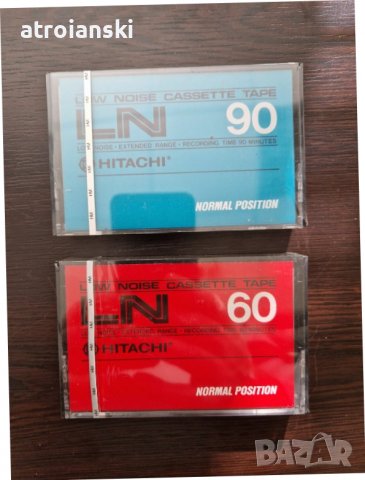 atroianski
LOW NOISE CASSETTE TAPE
LN 90
LOW NOISE • EXTENDED RANGE • RECORDING TIME 90 MINUTES
HITACHI
NORMAL POSITION
LOW NOISE CASSETTE TAPE
LN 60
LOW NOISE • EXTENDED RANGE • RECORDING TIME 60 MINUTES
HITACHI
NORMAL POSITION
BAZAR